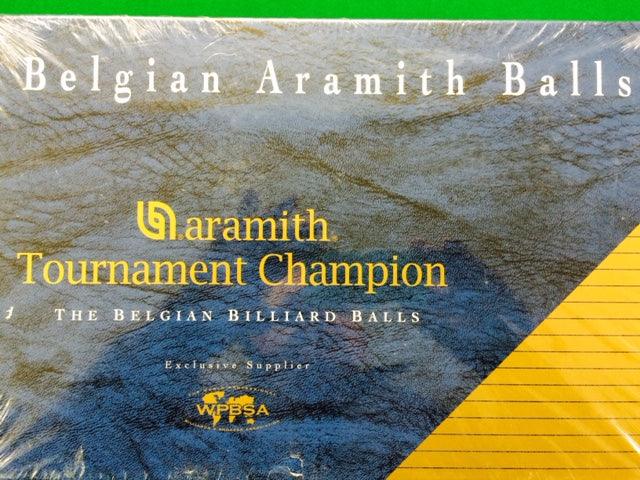 Belgian Aramith Balls
aramith®
Tournament Champion
THE BELGIAN BILLIARD BALLS
Exclusive Supplier
WPBSA